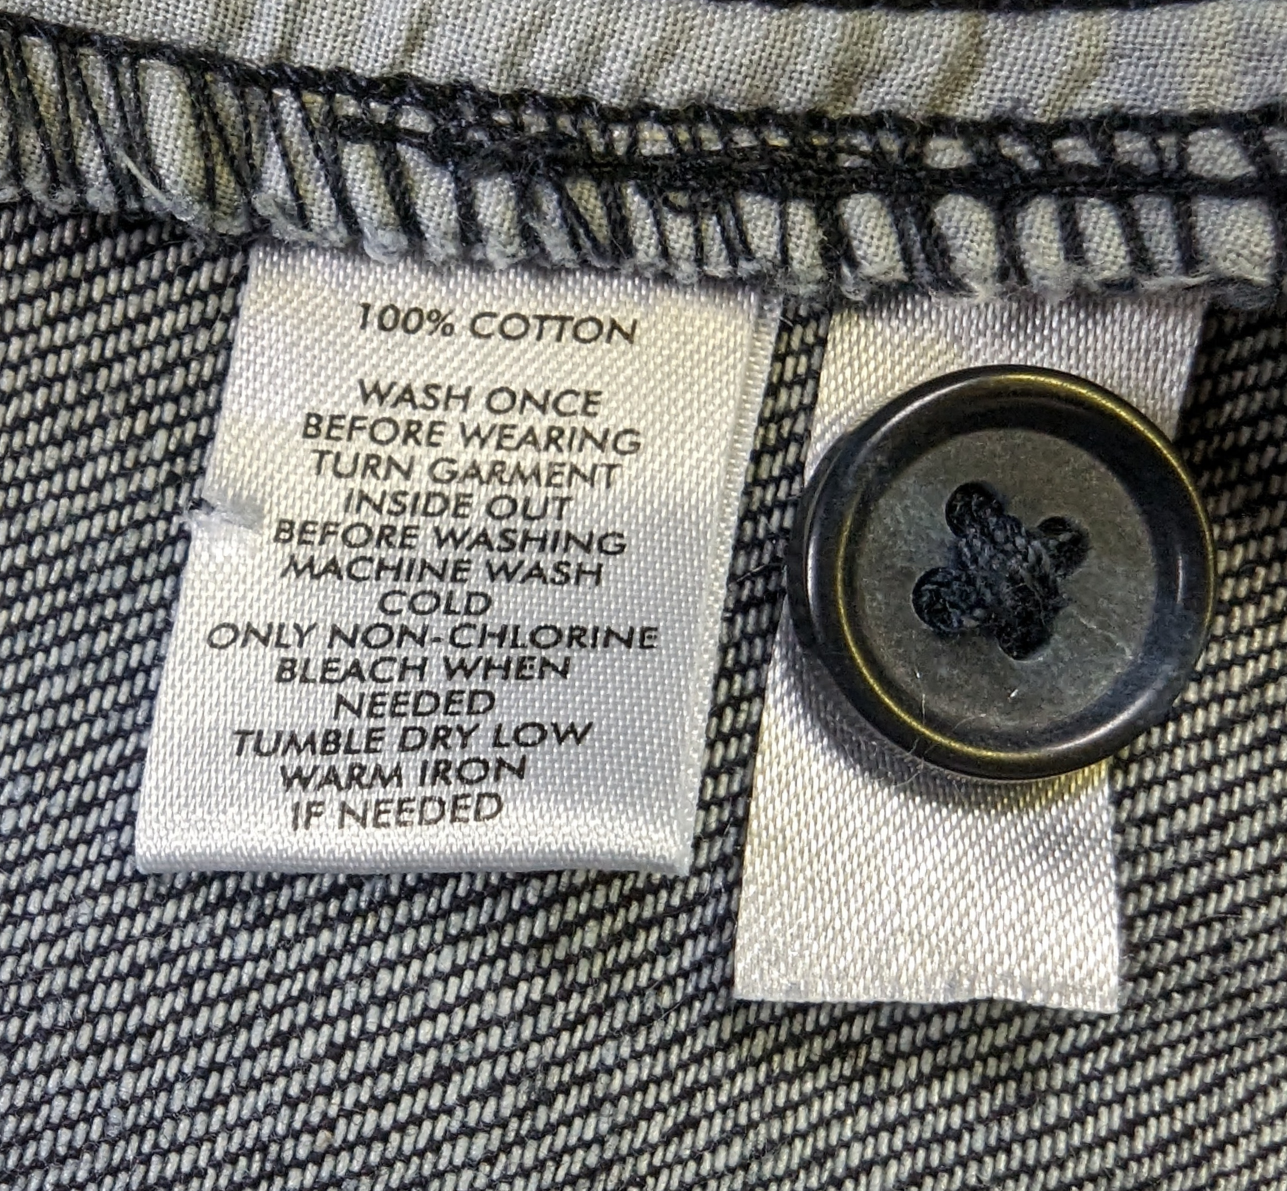 100% COTTON
WASH ONCE
BEFORE WEARING
TURN GARMENT
INSIDE OUT
BEFORE WASHING
MACHINE WASH
COLD
ONLY NON-CHLORINE
BLEACH WHEN
NEEDED
TUMBLE DRY LOW
WARM IRON
IF NEEDED